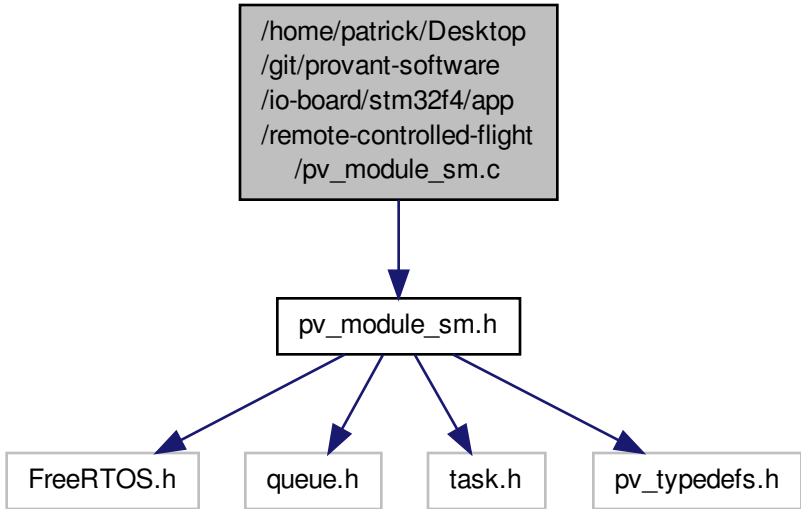 /home/patrick/Desktop
/git/provant-software
/io-board/stm32f4/app
/remote-controlled-flight
/pv_module_sm.c
pv_module_sm.h
FreeRTOS.h
queue.h
task.h
pv_typedefs.h